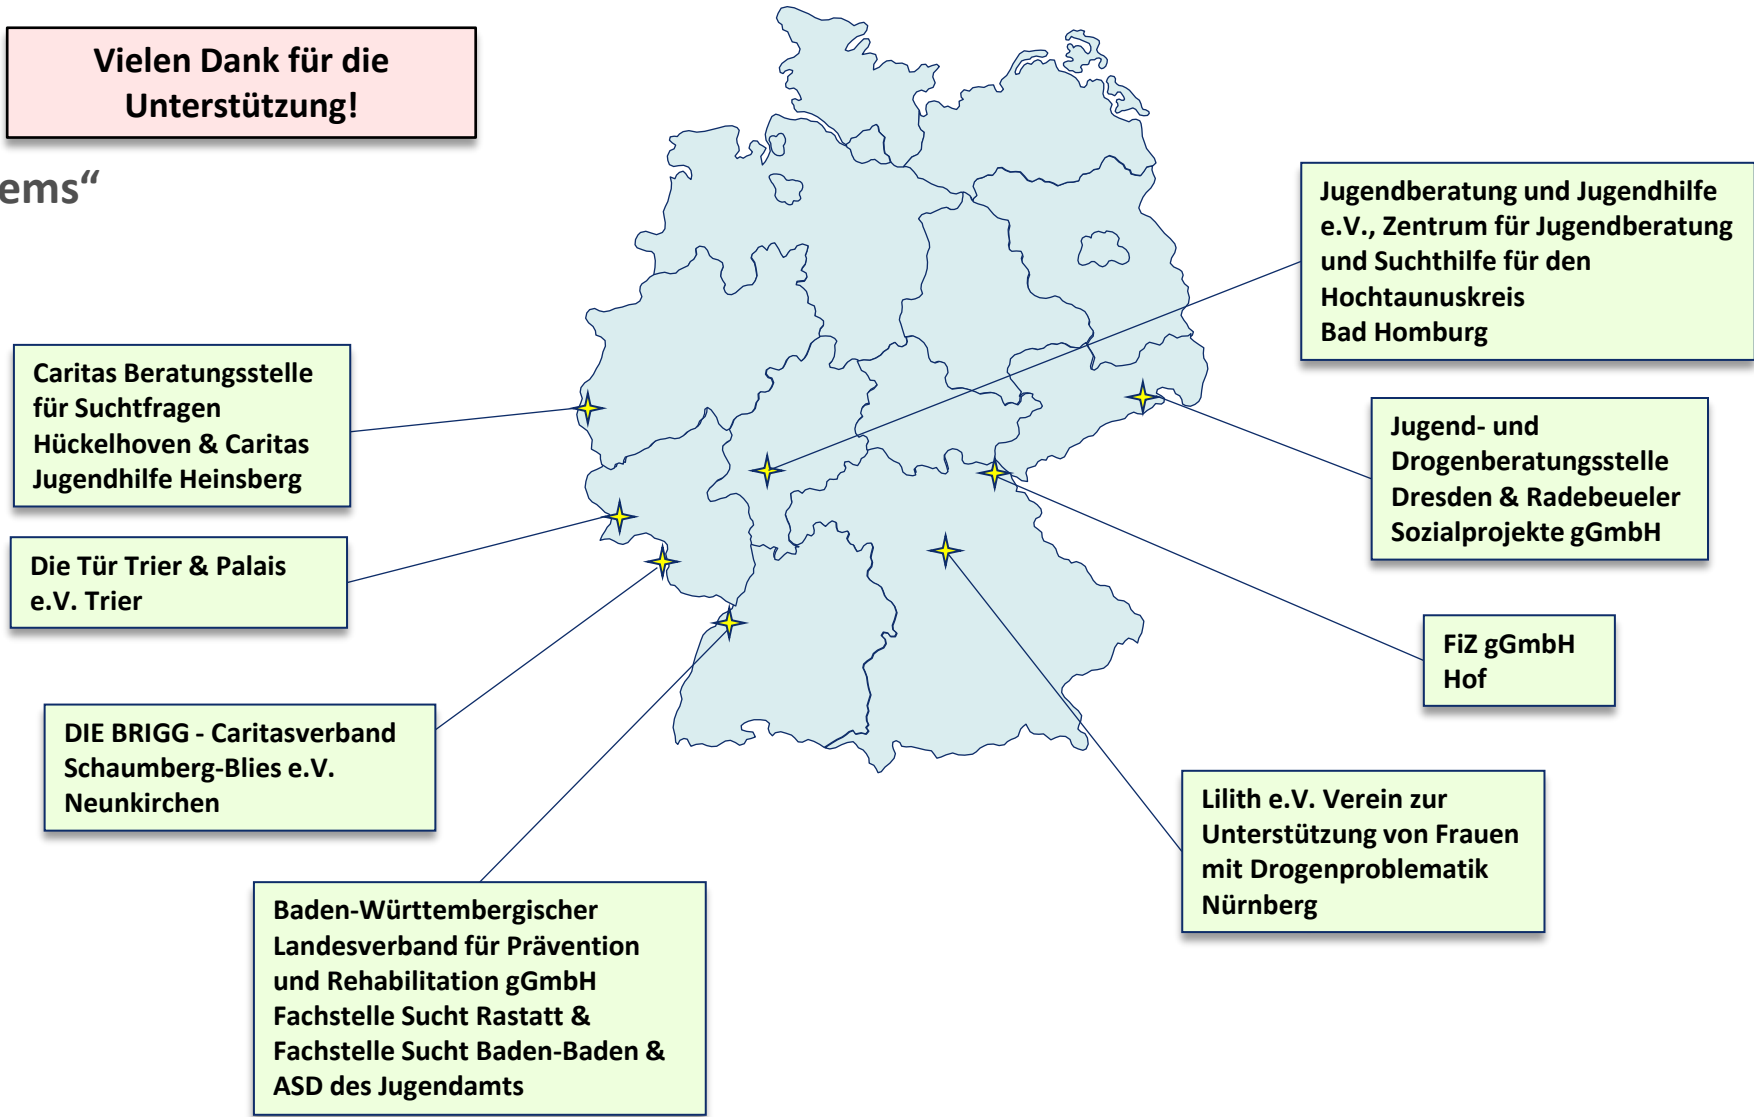 Vielen Dank für die
Unterstützung!
ems“
Jugendberatung und Jugendhilfe
e.V., Zentrum für Jugendberatung
und Suchthilfe für den
Hochtaunuskreis
Bad Homburg
Caritas Beratungsstelle
für Suchtfragen
Hückelhoven & Caritas
Jugendhilfe Heinsberg
Jugend- und
Drogenberatungsstelle
Dresden & Radebeueler
Sozialprojekte gGmbH
Die Tür Trier & Palais
e.V. Trier
FiZ gGmbH
Hof
DIE BRIGG - Caritasverband
Schaumberg-Blies e.V.
Neunkirchen
Lilith e.V. Verein zur
Unterstützung von Frauen
mit Drogenproblematik
Nürnberg
Baden-Württembergischer
Landesverband für Prävention
und Rehabilitation gGmbH
Fachstelle Sucht Rastatt &
Fachstelle Sucht Baden-Baden &
ASD des Jugendamts